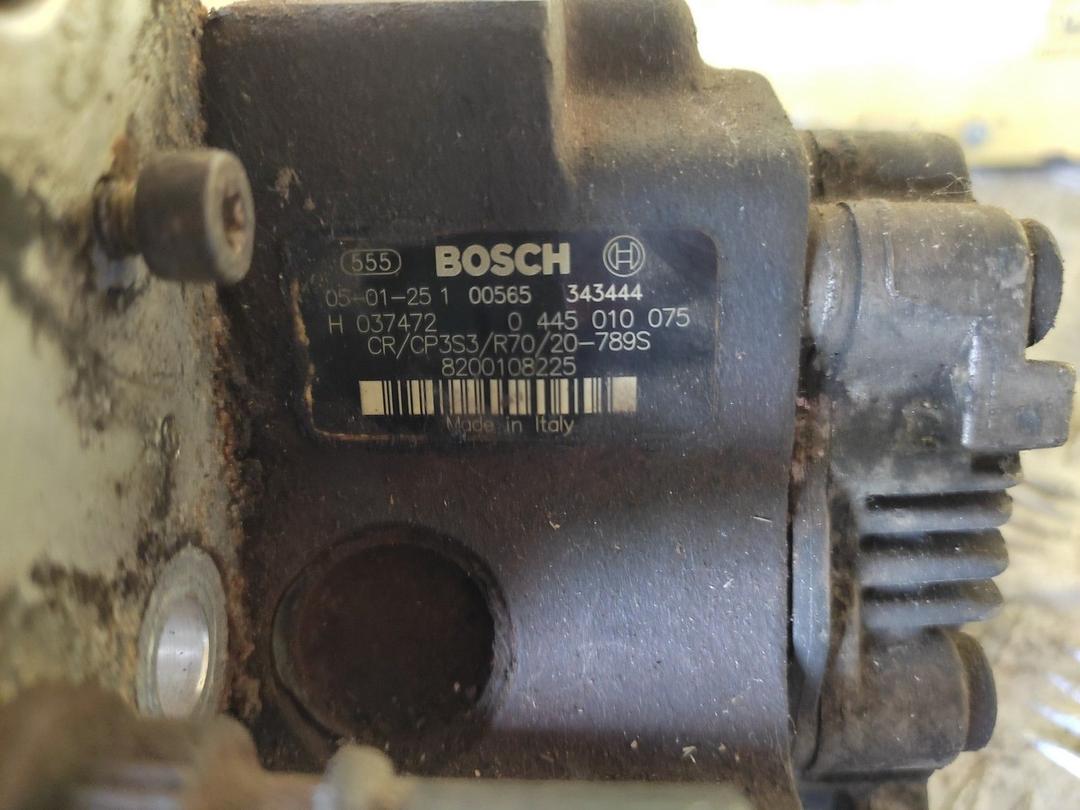 555 BOSCH
05-01-25 1 00565 343444
H 037472 0 445 010 075
CR/CP3S3/R70/20-789S
8200108225
Made in Italy